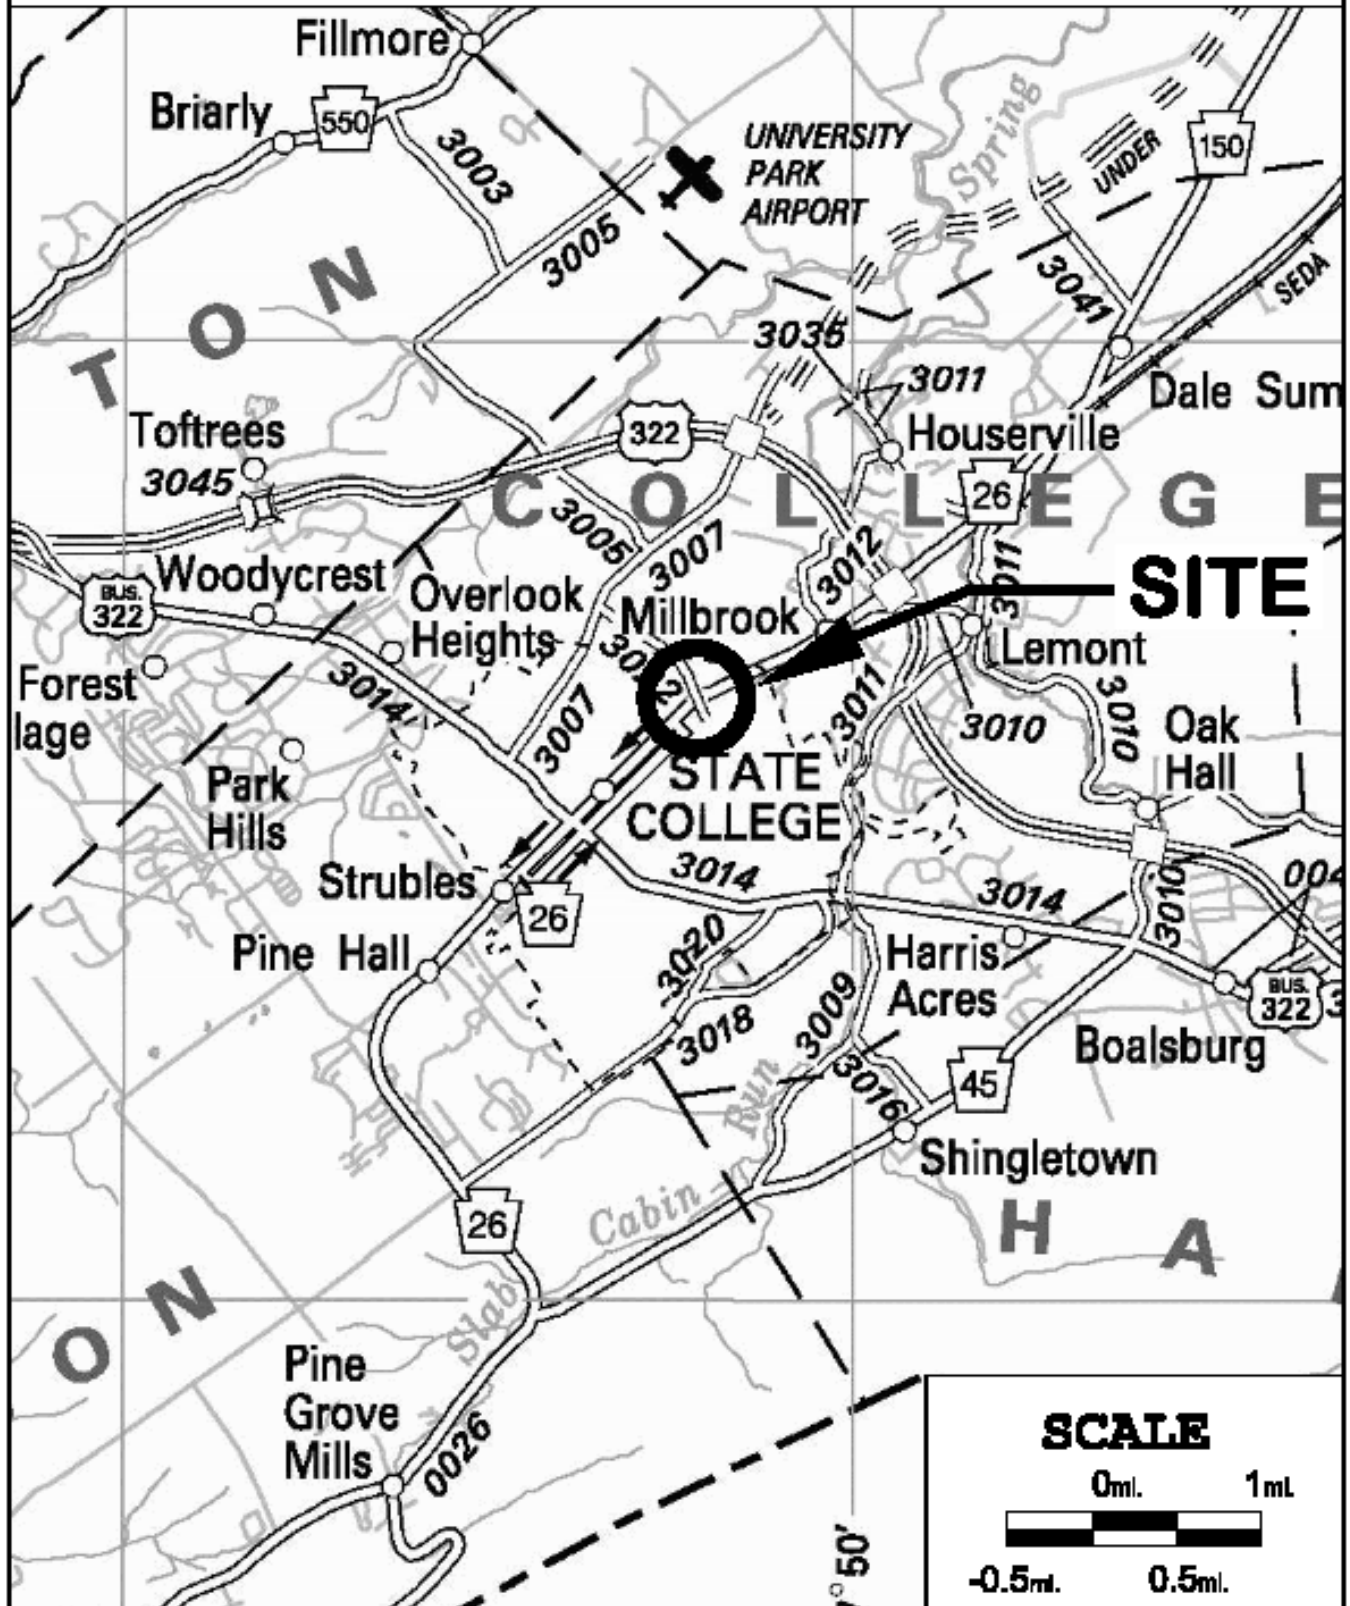 Fillmore
Briarly
550
3003
3005
UNIVERSITY
PARK
AIRPORT
Spring
UNDER
150
3041
SEDA
TON
3035
3011
Dale Sum
Toftrees
3045
322
Houserville
26
COLLEGE
3005
3007
3012
3011
SITE
BUS.
322
Woodycrest
Overlook
Heights
Millbrook
Lemont
Forest
lage
3014
3007
3011
3010
3010
Oak
Hall
Park
Hills
STATE
COLLEGE
Strubles
3014
3014
3010
004
26
Pine Hall
3020
Harris
Acres
BUS.
322
3018
3009
3016
Boalsburg
45
Run
Shingletown
26
Cabin
Slab
H A
ON
Pine
Grove
Mills
0026
50'
SCALE
0mi. 1mi.
-0.5mi. 0.5mi.